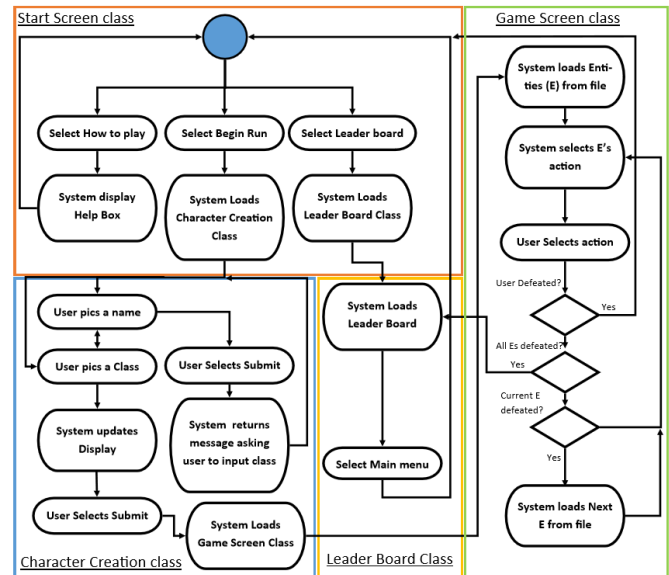 Start Screen class
Select How to play
Select Begin Run
Select Leader board
System display
Help Box
System Loads
Character Creation
Class
System Loads
Leader Board Class
User pics a name
User pics a Class
User Selects Submit
System updates
Display
System  returns
message asking
user to input class
User Selects Submit
System Loads
Game Screen Class
Character Creation class
System Loads
Leader Board
Select Main menu
Leader Board Class
Game Screen class
System loads Enti-
ties (E) from file
System selects E's
action
User Selects action
User Defeated?
Yes
All Es defeated?
Yes
Current E
defeated?
Yes
System loads Next
E from file